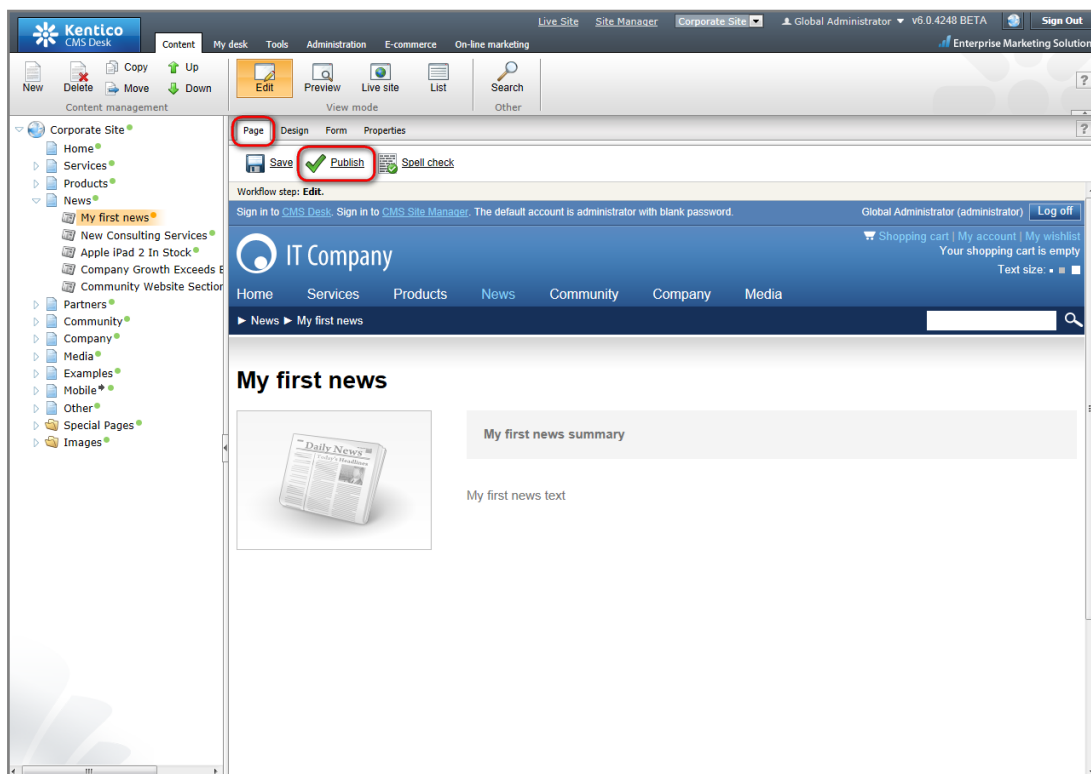 Kentico
CMS Desk
Live Site Site Manager Corporate Site Global Administrator v6.0.4248 BETA Sign Out
Content My desk Tools Administration E-commerce On-line marketing Enterprise Marketing Solution
New Delete Copy Move Up Down
Content management
Edit Preview Live site List
View mode
Search
Other
?
Corporate Site
Home
Services
Products
News
My first news
New Consulting Services
Apple iPad 2 In Stock
Company Growth Exceeds E
Community Website Section
Partners
Community
Company
Media
Examples
Mobile
Other
Special Pages
Images
Page Design Form Properties
?
Save Publish Spell check
Workflow step: Edit.
Sign in to CMS Desk. Sign in to CMS Site Manager. The default account is administrator with blank password. Global Administrator (administrator) Log off
IT Company
Shopping cart | My account | My wishlist
Your shopping cart is empty
Text size:
Home Services Products News Community Company Media
► News ► My first news
My first news
Daily News
Today's Headlines
My first news summary
My first news text